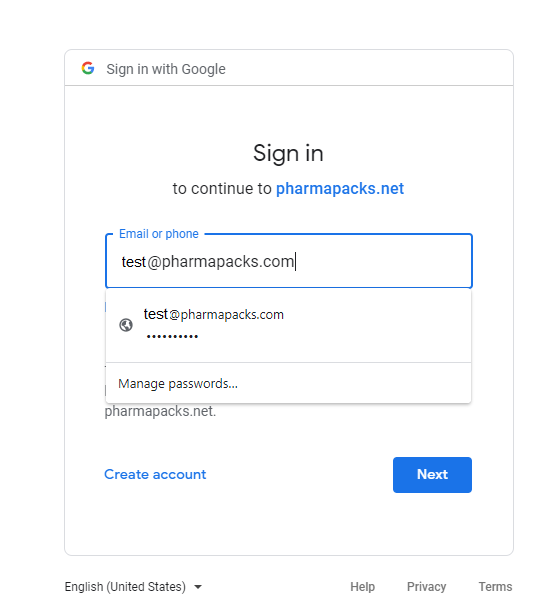 Sign in with Google
Sign in
to continue to pharmapacks.net
Email or phone
test@pharmapacks.com
test@pharmapacks.com
••••••••••
Manage passwords...
pharmapacks.net.
Create account
Next
English (United States)
Help Privacy Terms